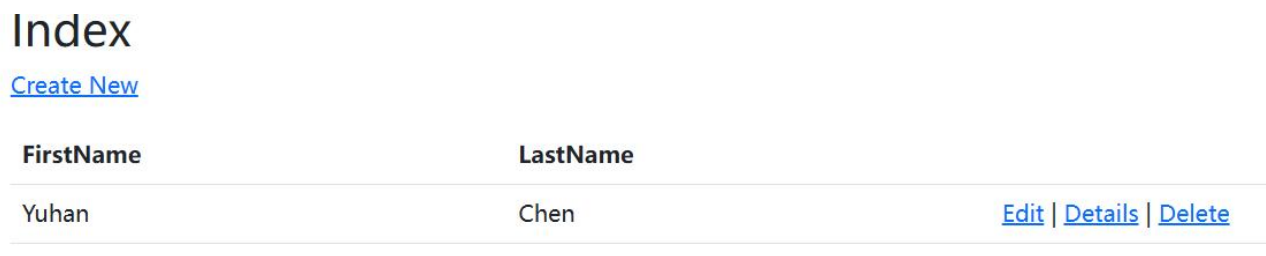 Index
Create New
FirstName LastName
Yuhan Chen Edit | Details | Delete